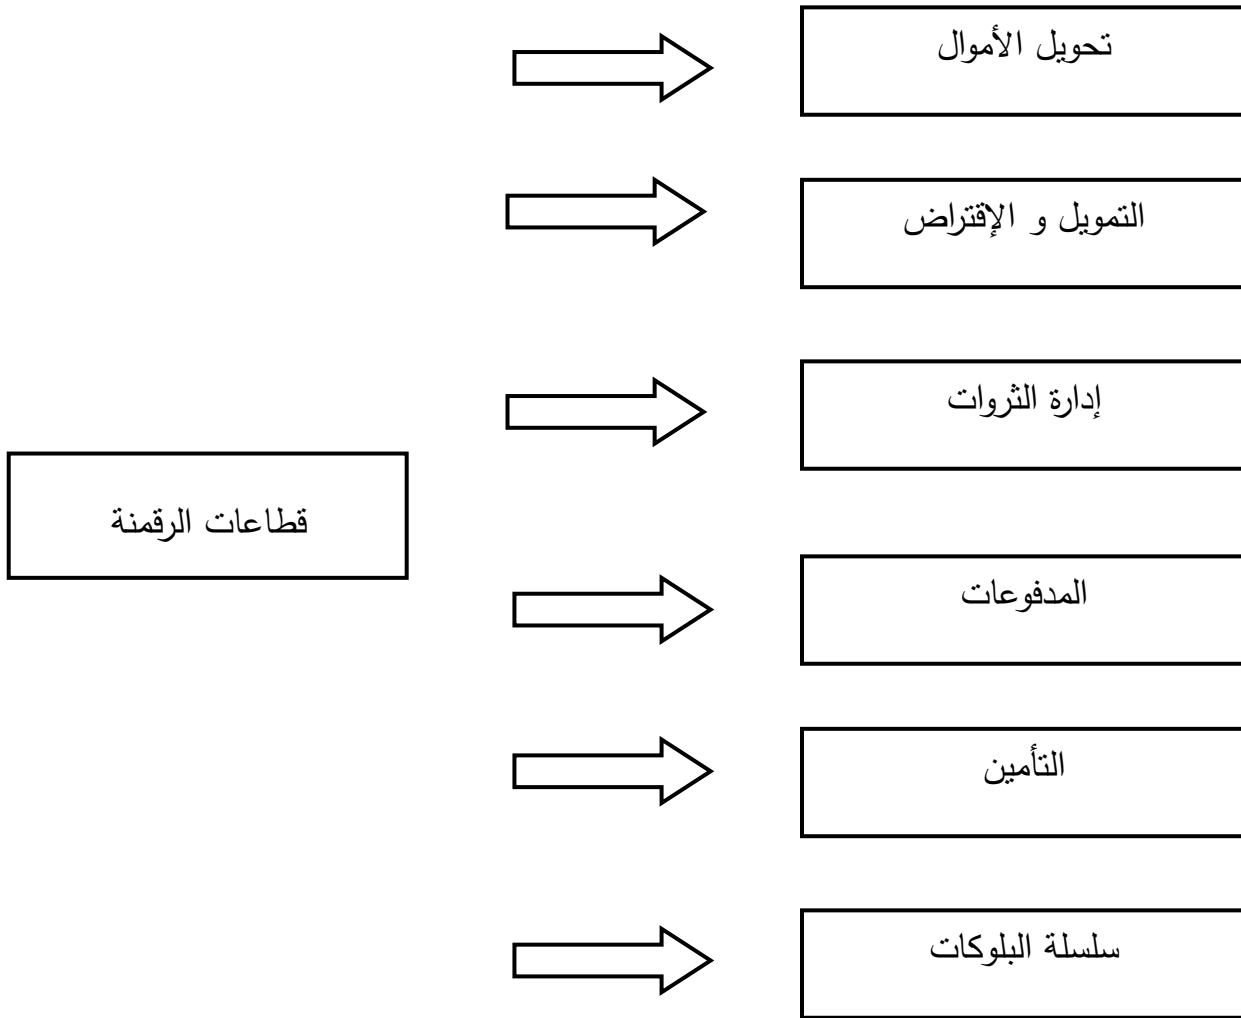 تحويل الأموال
التمويل و الإقتراض
إدارة الثروات
قطاعات الرقمنة
المدفوعات
التأمين
سلسلة البلوكات